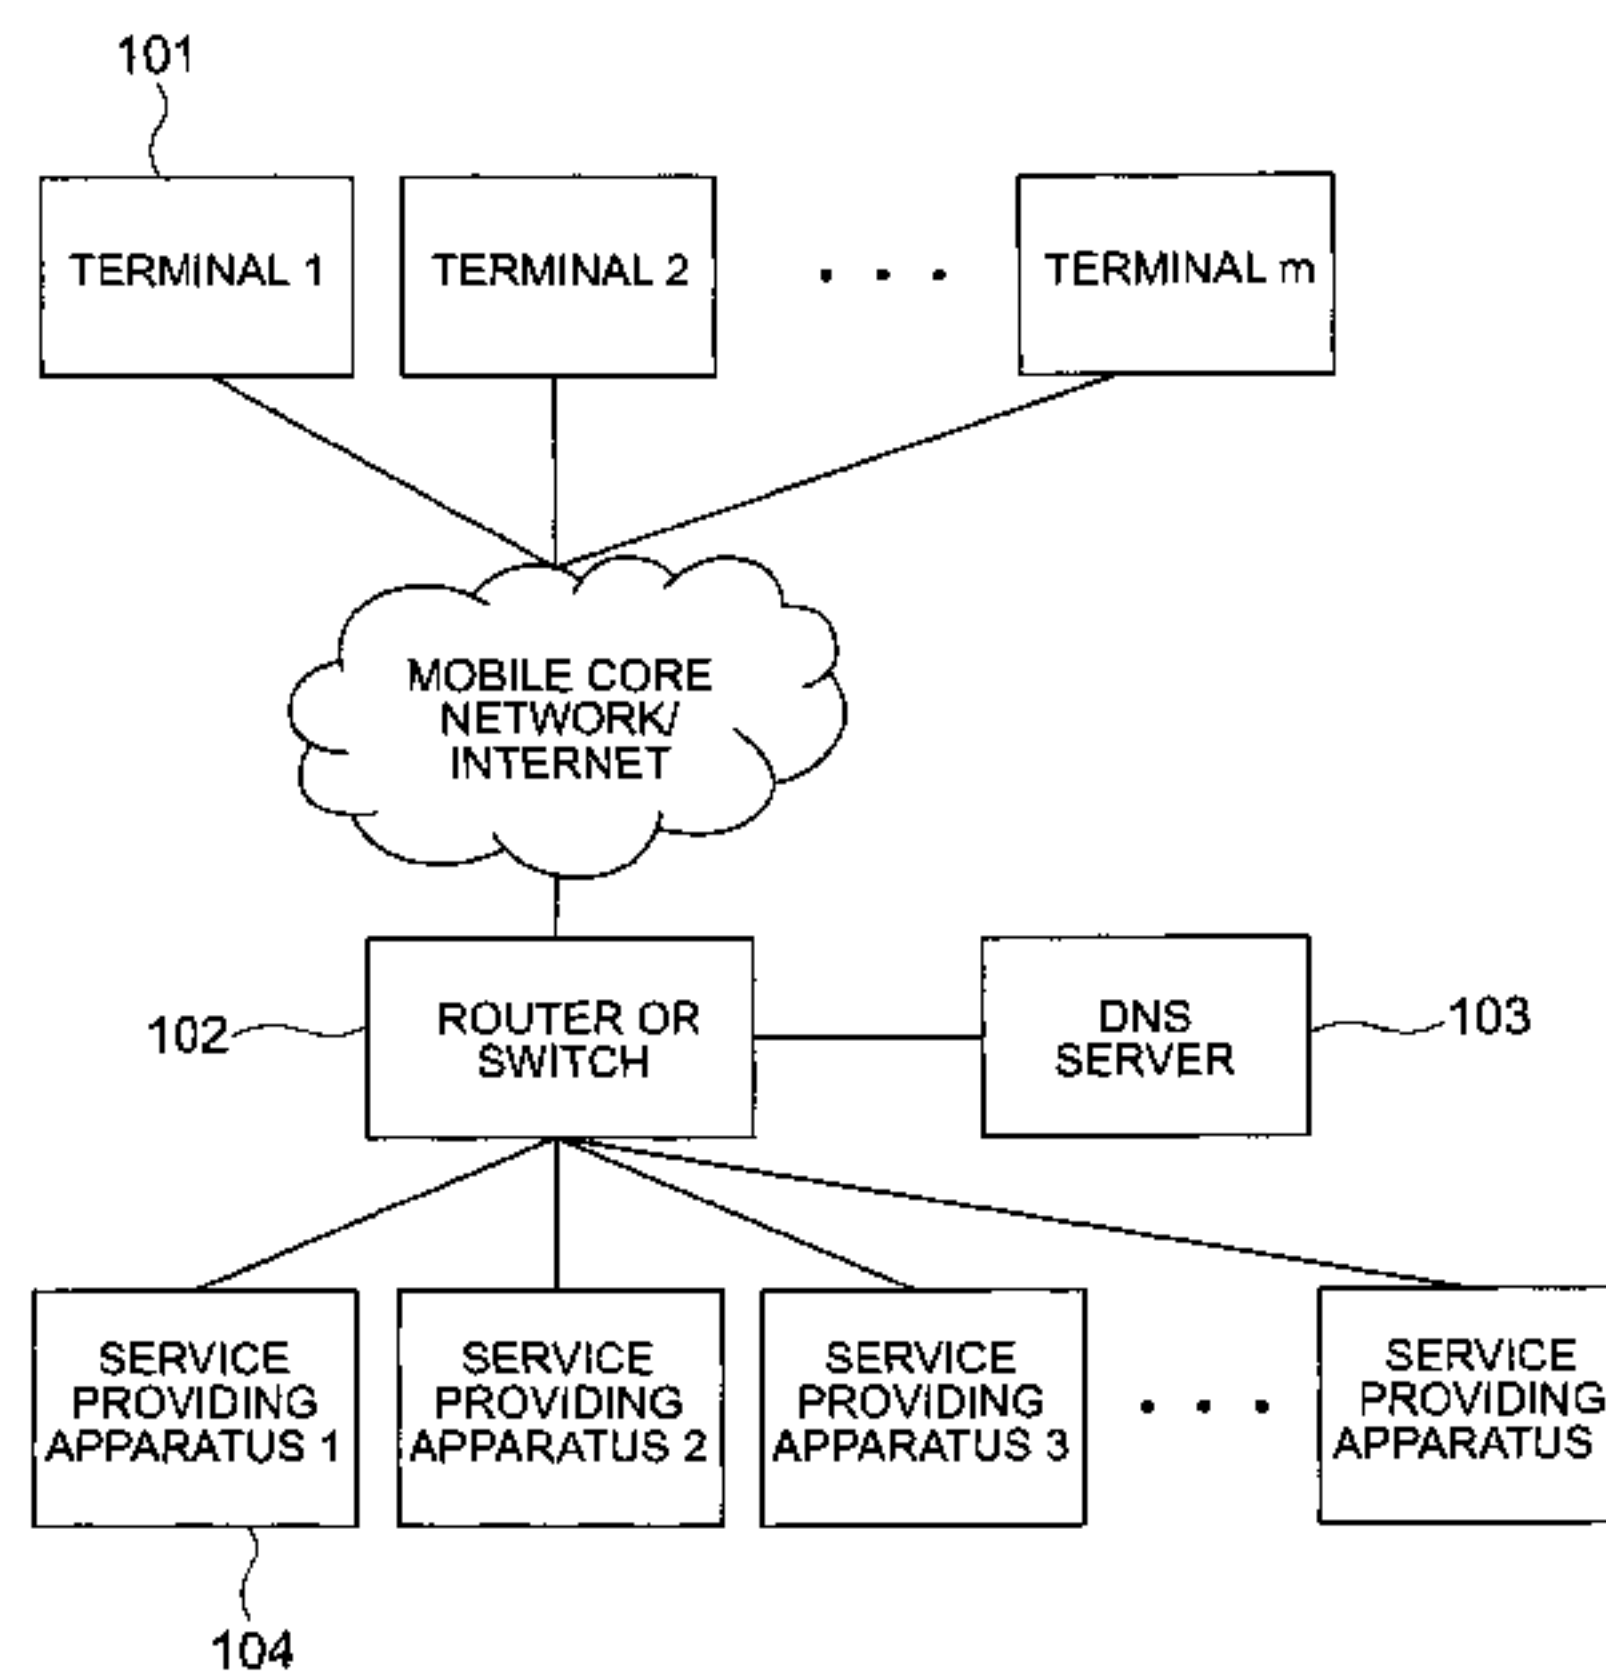 101
TERMINAL 1
TERMINAL 2
. . .
TERMINAL m
MOBILE CORE
NETWORK/
INTERNET
102
ROUTER OR
SWITCH
DNS
SERVER
103
SERVICE
PROVIDING
APPARATUS 1
SERVICE
PROVIDING
APPARATUS 2
SERVICE
PROVIDING
APPARATUS 3
. . .
SERVICE
PROVIDING
APPARATUS
104